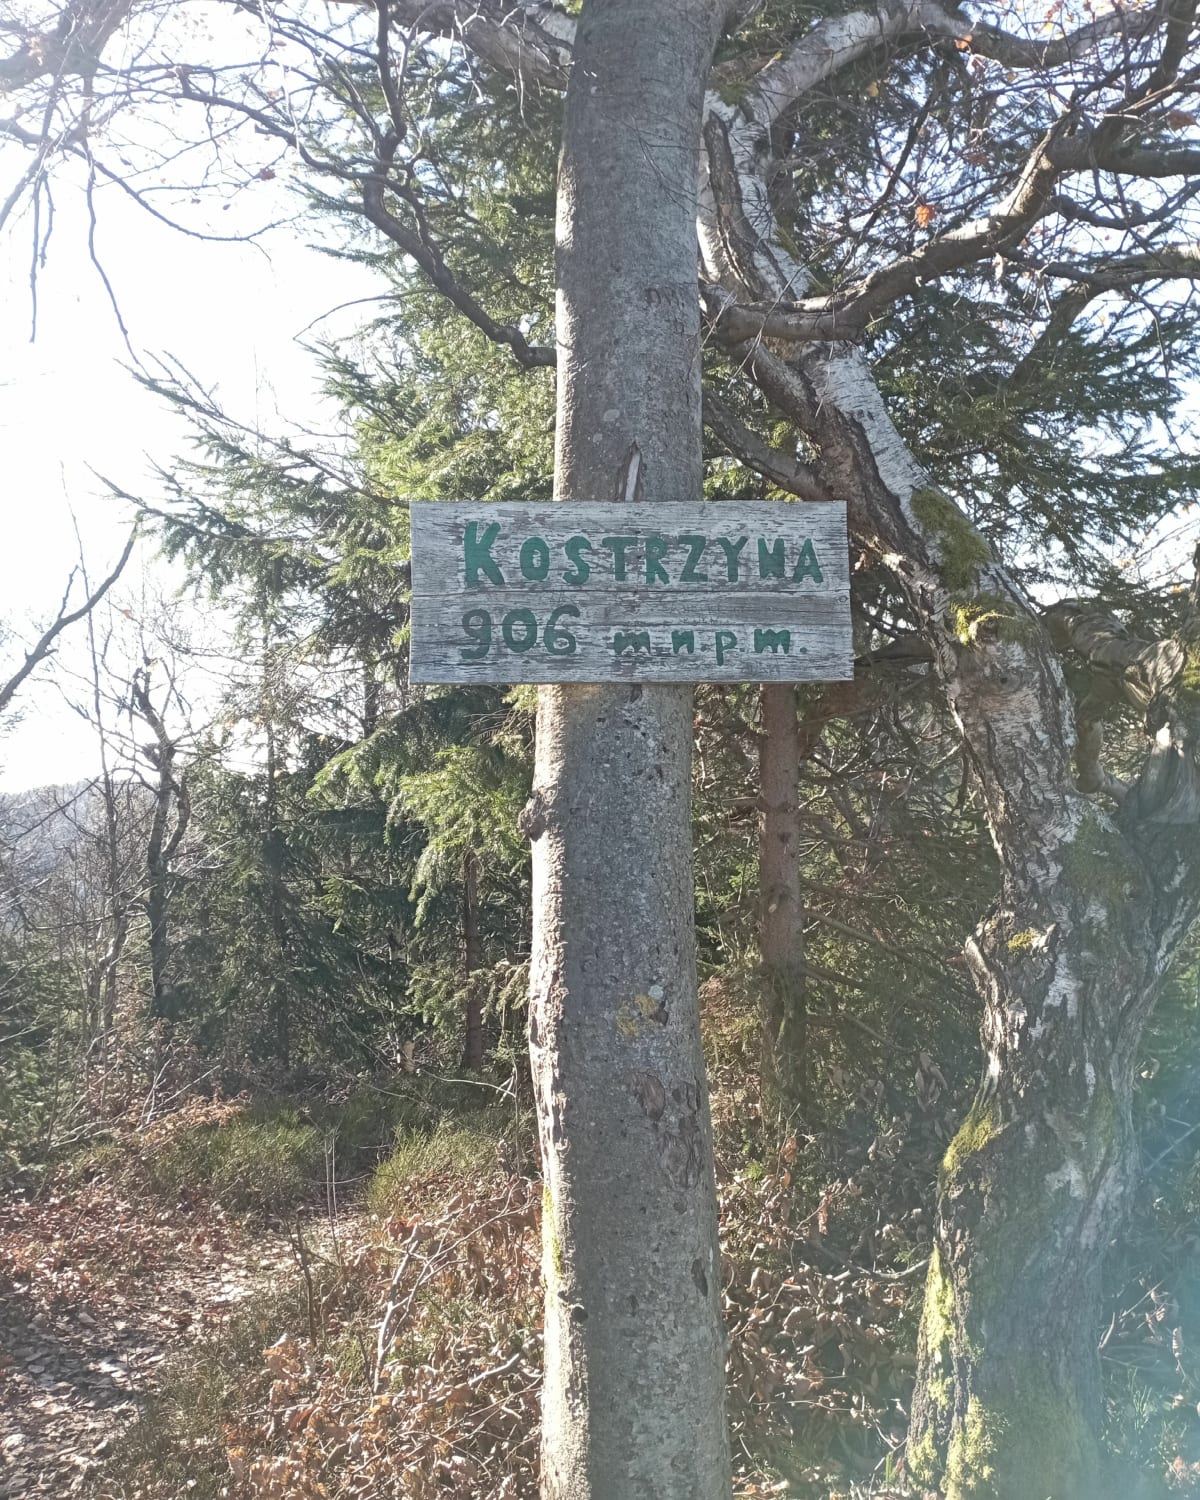 KOSTRZYNA
906 m n.p.m.